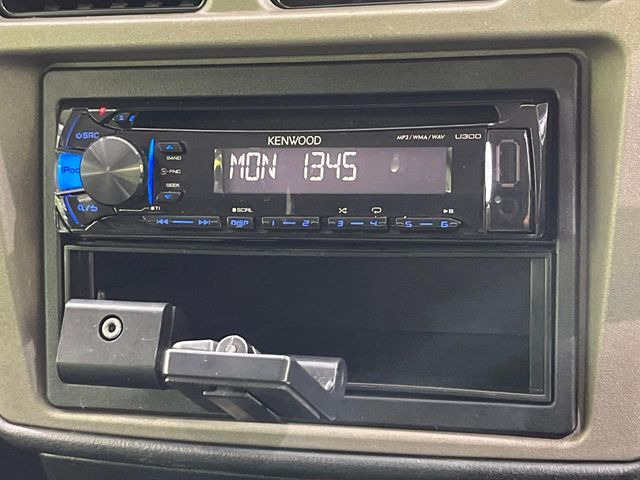 SRC
KENWOOD
MP3/WMA/WAV U300
iPod
BAND
FNC
SEEK
MON 1345
Q/
TI
SCRL
DISP 1 2 3 4 5 6